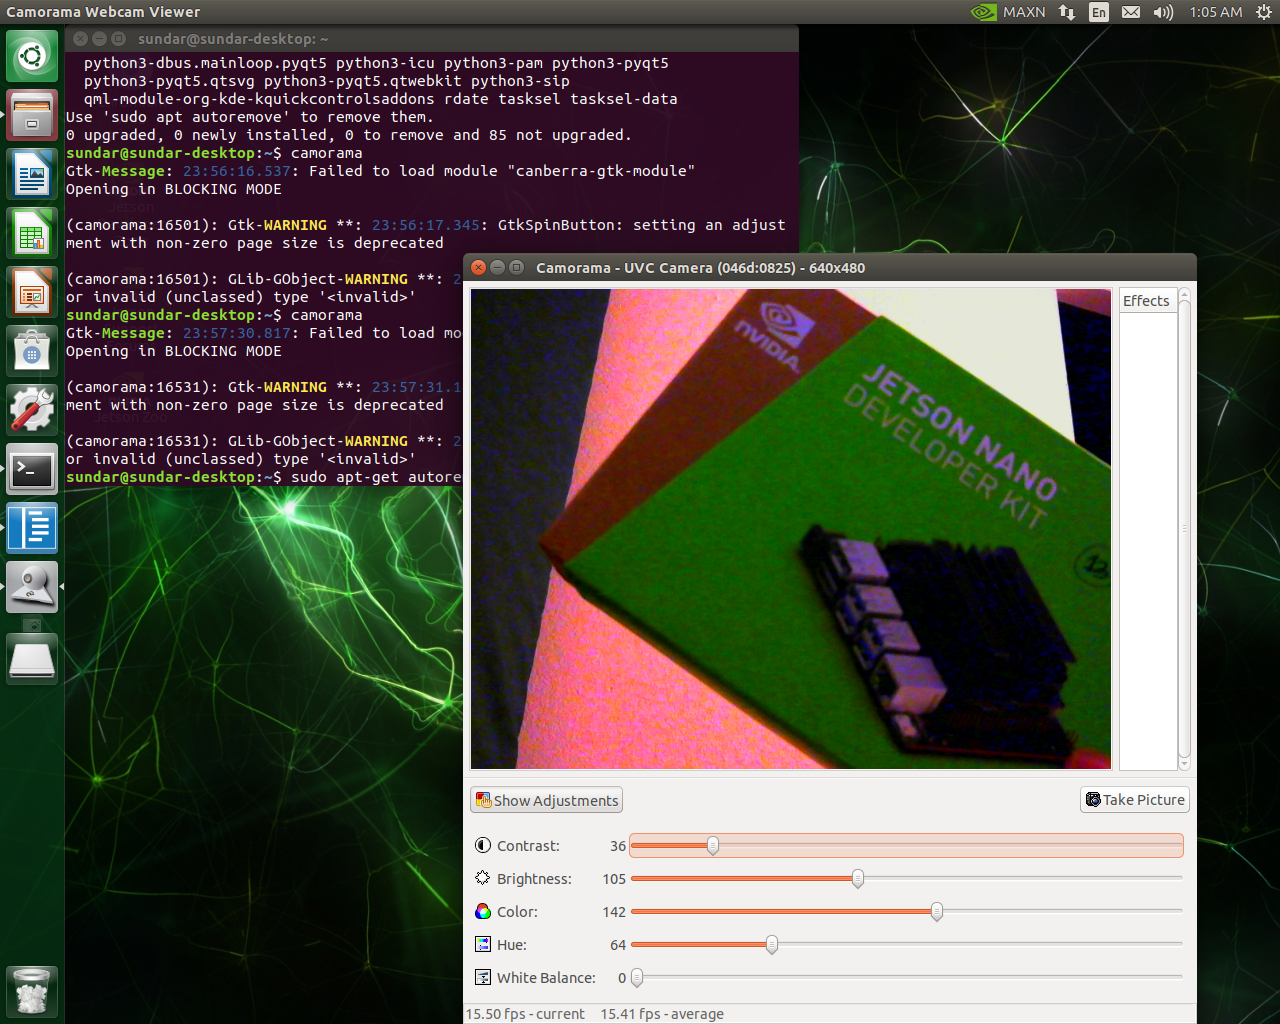 Camorama Webcam Viewer
MAXN
En
1:05 AM
sundar@sundar-desktop: ~
python3-dbus.mainloop.pyqt5 python3-icu python3-pam python3-pyqt5
python3-pyqt5.qtsvg python3-pyqt5.qtwebkit python3-sip
qml-module-org-kde-kquickcontrolsaddons rdate tasksel tasksel-data
Use 'sudo apt autoremove' to remove them.
0 upgraded, 0 newly installed, 0 to remove and 85 not upgraded.
sundar@sundar-desktop:~$ camorama
Gtk-Message: 23:56:16.537: Failed to load module "canberra-gtk-module"
Opening in BLOCKING MODE
(camorama:16501): Gtk-WARNING **: 23:56:17.345: GtkSpinButton: setting an adjust
ment with non-zero page size is deprecated
(camorama:16501): GLib-GObject-WARNING **: 2
or invalid (unclassed) type '<invalid>'
sundar@sundar-desktop:~$ camorama
Gtk-Message: 23:57:30.817: Failed to load mo
Opening in BLOCKING MODE
(camorama:16531): Gtk-WARNING **: 23:57:31.1
ment with non-zero page size is deprecated
(camorama:16531): GLib-GObject-WARNING **: 2
or invalid (unclassed) type '<invalid>'
sundar@sundar-desktop:~$ sudo apt-get autore
Camorama - UVC Camera (046d:0825) - 640x480
nVIDIA.
JETSON NANO
DEVELOPER KIT
Effects
Show Adjustments
Take Picture
Contrast: 36
Brightness: 105
Color: 142
Hue: 64
White Balance: 0
15.50 fps - current 15.41 fps - average